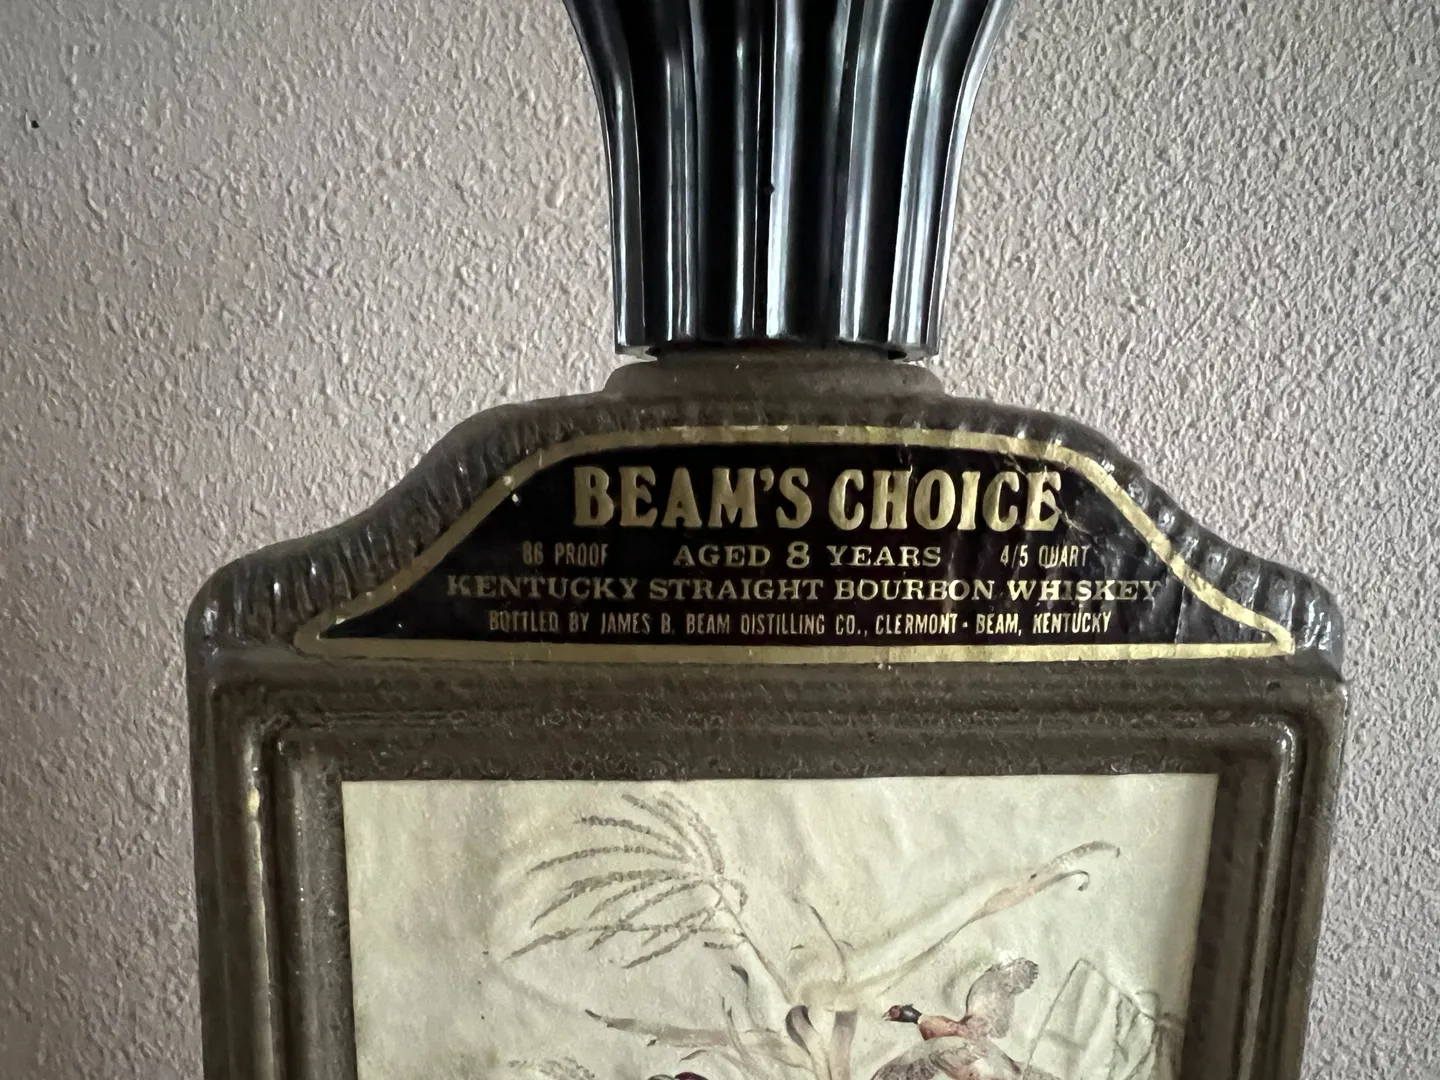 BEAM'S CHOICE
86 PROOF AGED 8 YEARS 4/5 QUART
KENTUCKY STRAIGHT BOURBON WHISKEY
BOTTLED BY JAMES B. BEAM DISTILLING CO., CLERMONT · BEAM, KENTUCKY